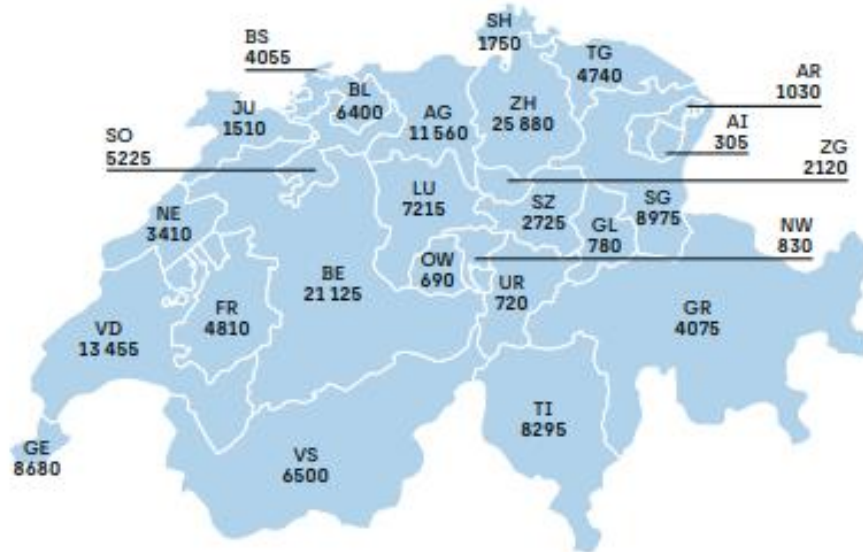 SH
1750
BS
4055
TG
4740
AR
1030
BL
6400
JU
1510
AG
11 560
ZH
25 880
AI
305
SO
5225
ZG
2120
LU
7215
SZ
2725
SG
8975
NE
3410
GL
780
NW
830
OW
690
BE
21 125
UR
720
FR
4810
GR
4075
VD
13 455
TI
8295
GE
8680
VS
6500